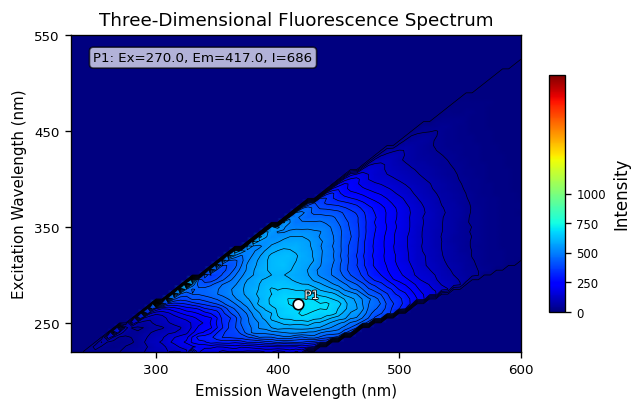 Three-Dimensional Fluorescence Spectrum
P1: Ex=270.0, Em=417.0, I=686
550
450
350
250
Excitation Wavelength (nm)
P1
300
400
500
600
Emission Wavelength (nm)
1000
750
500
250
0
Intensity